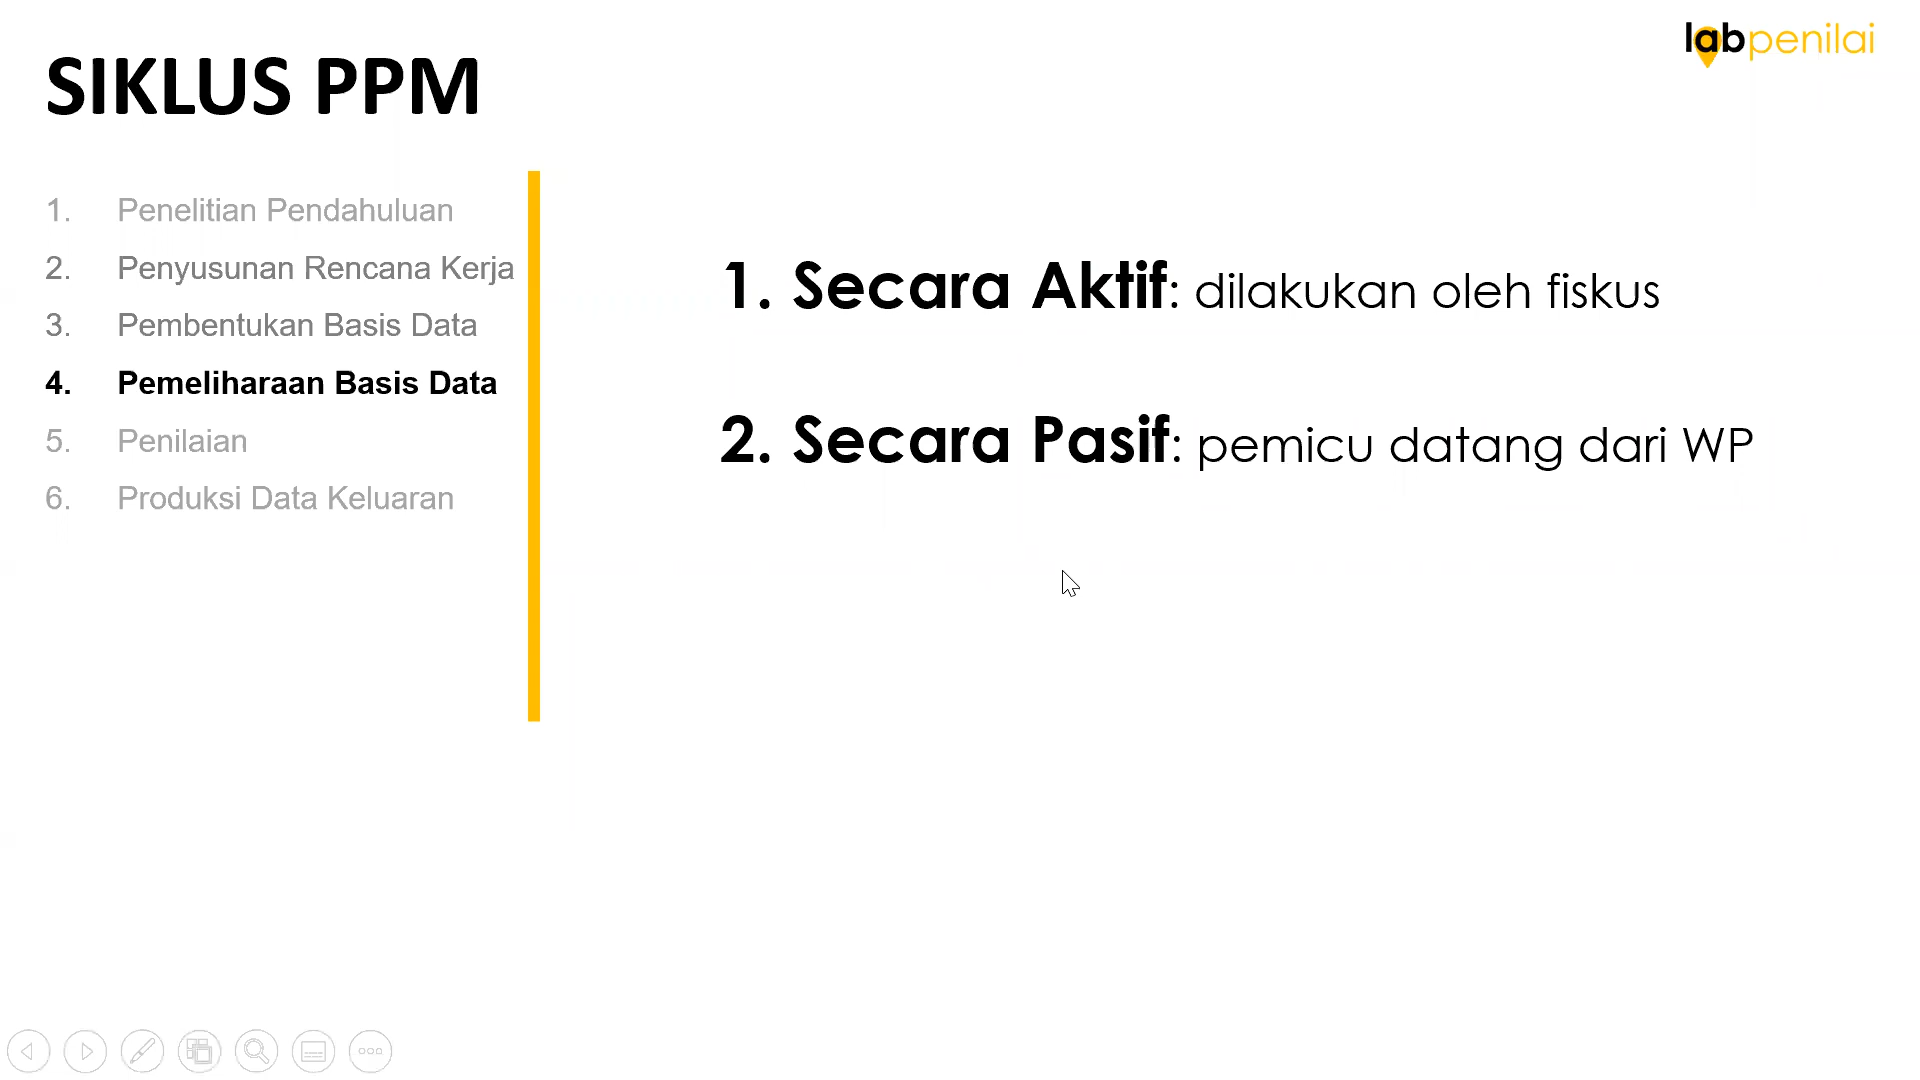 labpenilai
SIKLUS PPM
1. Penelitian Pendahuluan
2. Penyusunan Rencana Kerja
3. Pembentukan Basis Data
4. Pemeliharaan Basis Data
5. Penilaian
6. Produksi Data Keluaran
1. Secara Aktif: dilakukan oleh fiskus
2. Secara Pasif: pemicu datang dari WP